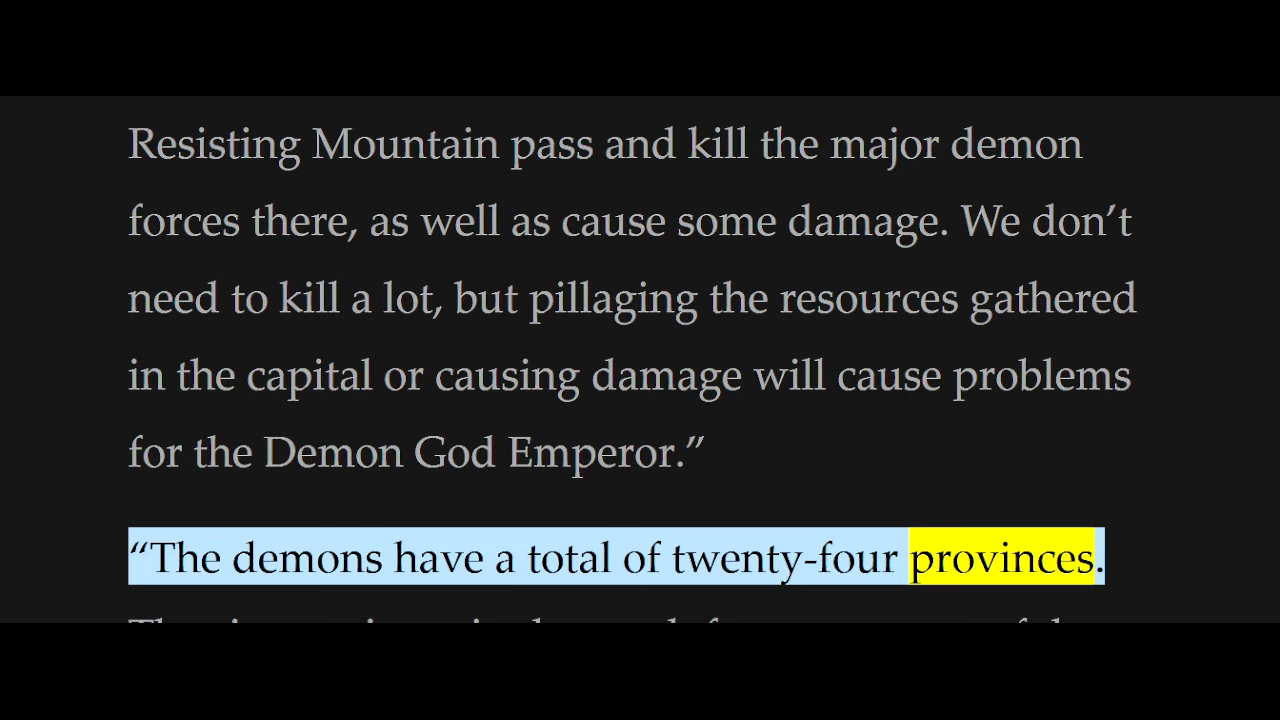 Resisting Mountain pass and kill the major demon
forces there, as well as cause some damage. We don’t
need to kill a lot, but pillaging the resources gathered
in the capital or causing damage will cause problems
for the Demon God Emperor.”
“The demons have a total of twenty-four provinces.